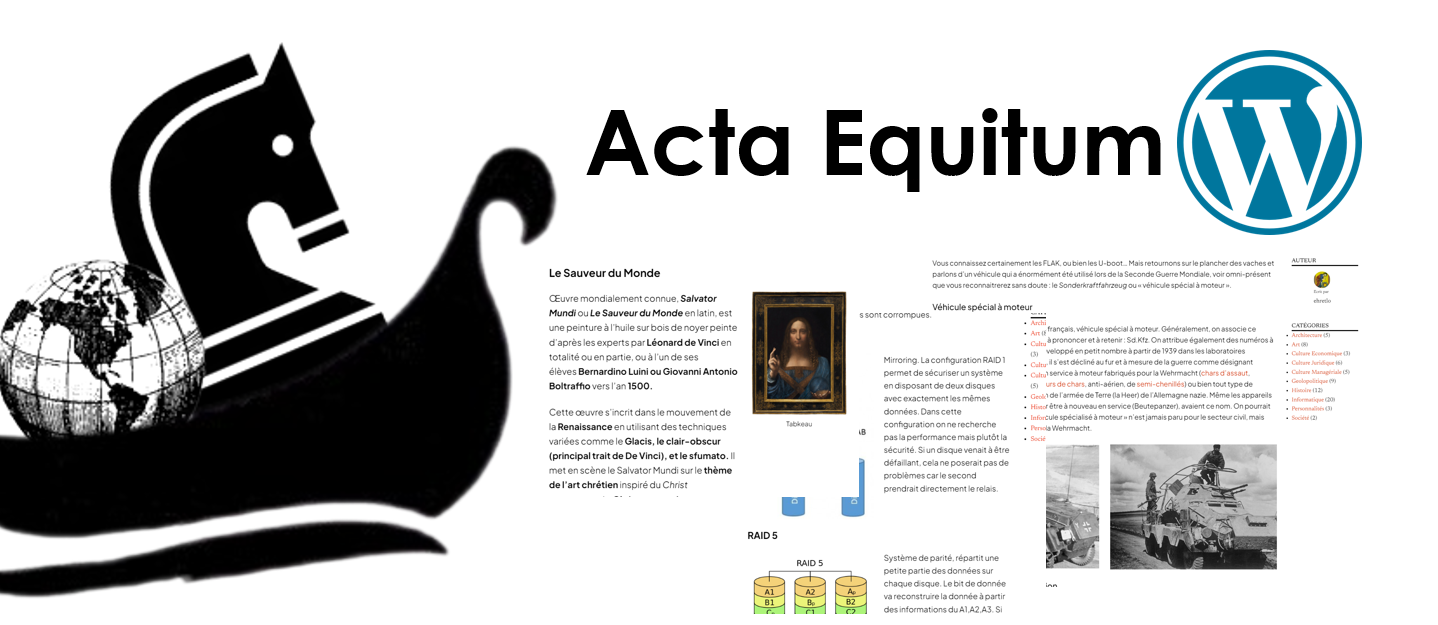 Acta Equitum
Le Sauveur du Monde
Œuvre mondialement connue, Salvator
Mundi ou Le Sauveur du Monde en latin, est
une peinture à l'huile sur bois de noyer peinte
d'après les experts par Léonard de Vinci en
totalité ou en partie, ou à l'un de ses
élèves Bernardino Luini ou Giovanni Antonio
Boltraffio vers l'an 1500.
Cette œuvre s'incrit dans le mouvement de
la Renaissance en utilisant des techniques
variées comme le Glacis, le clair-obscur
(principal trait de De Vinci), et le sfumato. Il
met en scène le Salvator Mundi sur le thème
de l'art chrétien inspiré du Christ
Tabkeau
s sont corrompues.
Mirroring. La configuration RAID 1
permet de sécuriser un système
en disposant de deux disques
avec exactement les mêmes
données. Dans cette
configuration on ne recherche
pas la performance mais plutôt la
sécurité. Si un disque venait à être
défaillant, cela ne poserait pas de
problèmes car le second
prendrait directement le relais.
AB
D
D
RAID 5
RAID 5
A1 A2 Ap
B1 Bp B2
C1 C2
Système de parité, répartit une
petite partie des données sur
chaque disque. Le bit de donnée
va reconstruire la donnée à partir
des informations du A1,A2,A3. Si
Vous connaissez certainement les FLAK, ou bien les U-boot... Mais retournons sur le plancher des vaches et
parlons d'un véhicule qui a énormément été utilisé lors de la Seconde Guerre Mondiale, voir omni-présent
que vous reconnaitrerez sans doute : le Sonderkraftfahrzeug ou « véhicule spécial à moteur ».
Véhicule spécial à moteur
français, véhicule spécial à moteur. Généralement, on associe ce
à prononcer et à retenir : Sd.Kfz. On attribue également des numéros à
veloppé en petit nombre à partir de 1939 dans les laboratoires
il s'est décliné au fur et à mesure de la guerre comme désignant
service à moteur fabriqués pour la Wehrmacht (chars d'assaut,
urs de chars, anti-aérien, de semi-chenillés) ou bien tout type de
de l'armée de Terre (la Heer) de l'Allemagne nazie. Même les appareils
être à nouveau en service (Beutepanzer), avaient ce nom. On pourrait
cule spécialisé à moteur » n'est jamais paru pour le secteur civil, mais
la Wehrmacht.
Archi
Art (8
Cultu
(3)
Cultu
Cultu
(5)
Geol
Histo
Infor
Perso
Socié
ion
AUTEUR
Ecrit par
ehretlo
CATÉGORIES
Architecture (5)
Art (8)
Culture Economique (3)
Culture Juridique (6)
Culture Managériale (5)
Geolopolitique (9)
Histoire (12)
Informatique (20)
Personnalités (3)
Société (2)